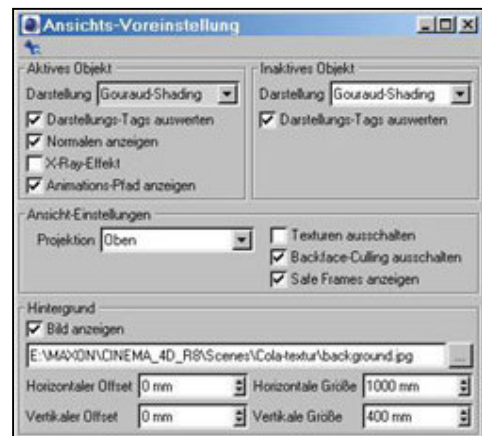 Ansichts-Voreinstellung
Aktives Objekt
Darstellung Gouraud-Shading
Darstellungs-Tags auswerten
Normalen anzeigen
X-Ray-Effekt
Animations-Pfad anzeigen
Inaktives Objekt
Darstellung Gouraud-Shading
Darstellungs-Tags auswerten
Ansicht-Einstellungen
Projektion Oben
Texturen ausschalten
Backface-Culling ausschalten
Safe Frames anzeigen
Hintergrund
Bild anzeigen
E:\MAXON\CINEMA_4D_R8\Scenes\Cola-textur\background.jpg ...
Horizontaler Offset 0 mm Horizontale Größe 1000 mm
Vertikaler Offset 0 mm Vertikale Größe 400 mm